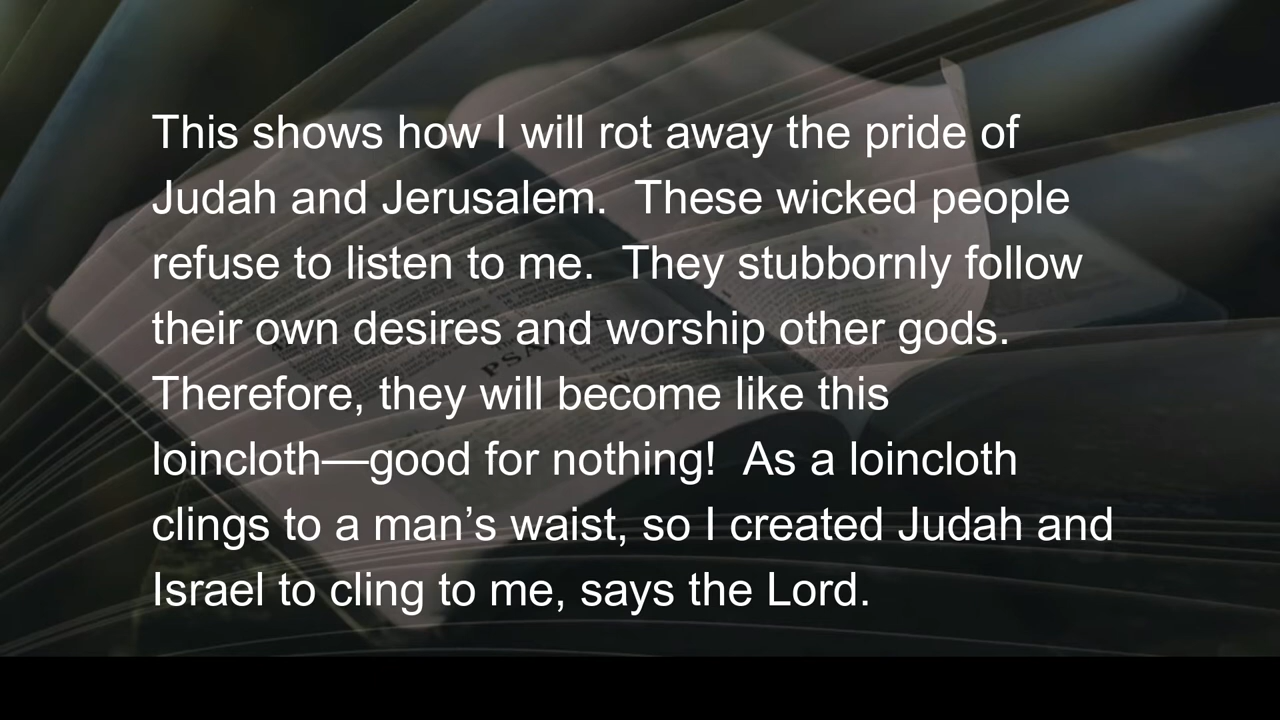 This shows how I will rot away the pride of
Judah and Jerusalem.  These wicked people
refuse to listen to me.  They stubbornly follow
their own desires and worship other gods.
Therefore, they will become like this
loincloth—good for nothing!  As a loincloth
clings to a man’s waist, so I created Judah and
Israel to cling to me, says the Lord.